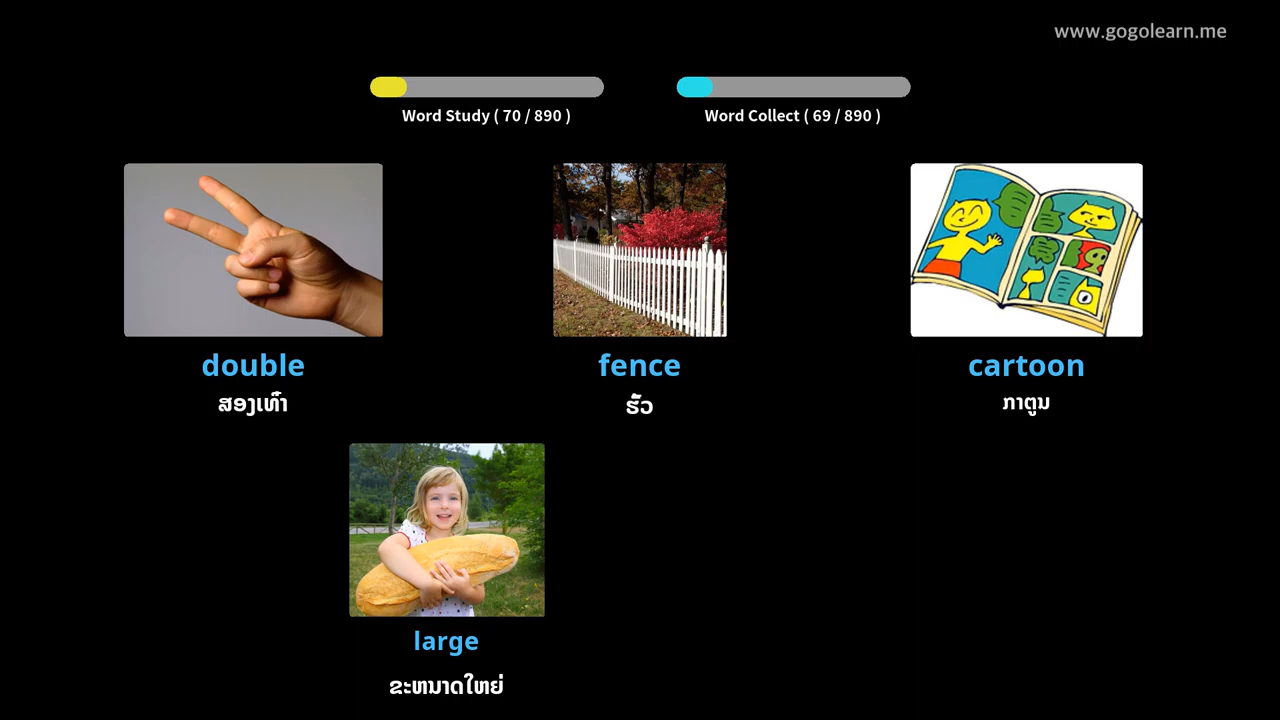 www.gogolearn.me
Word Study ( 70 / 890 )
Word Collect ( 69 / 890 )
double
ສອງເທົ່າ
fence
ຮົ້ວ
cartoon
ກາຕູນ
large
ຂະຫນາດໃຫຍ່